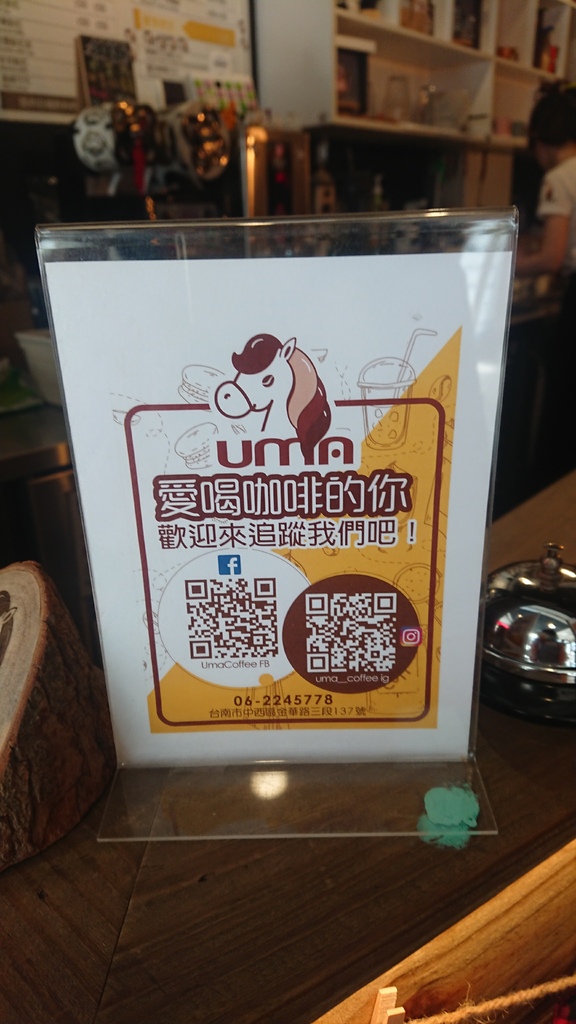 UMA
愛喝咖啡的你
歡迎來追蹤我們吧！
UmaCoffee FB
uma__coffee ig
06-2245778
台南市中西區金華路三段137號